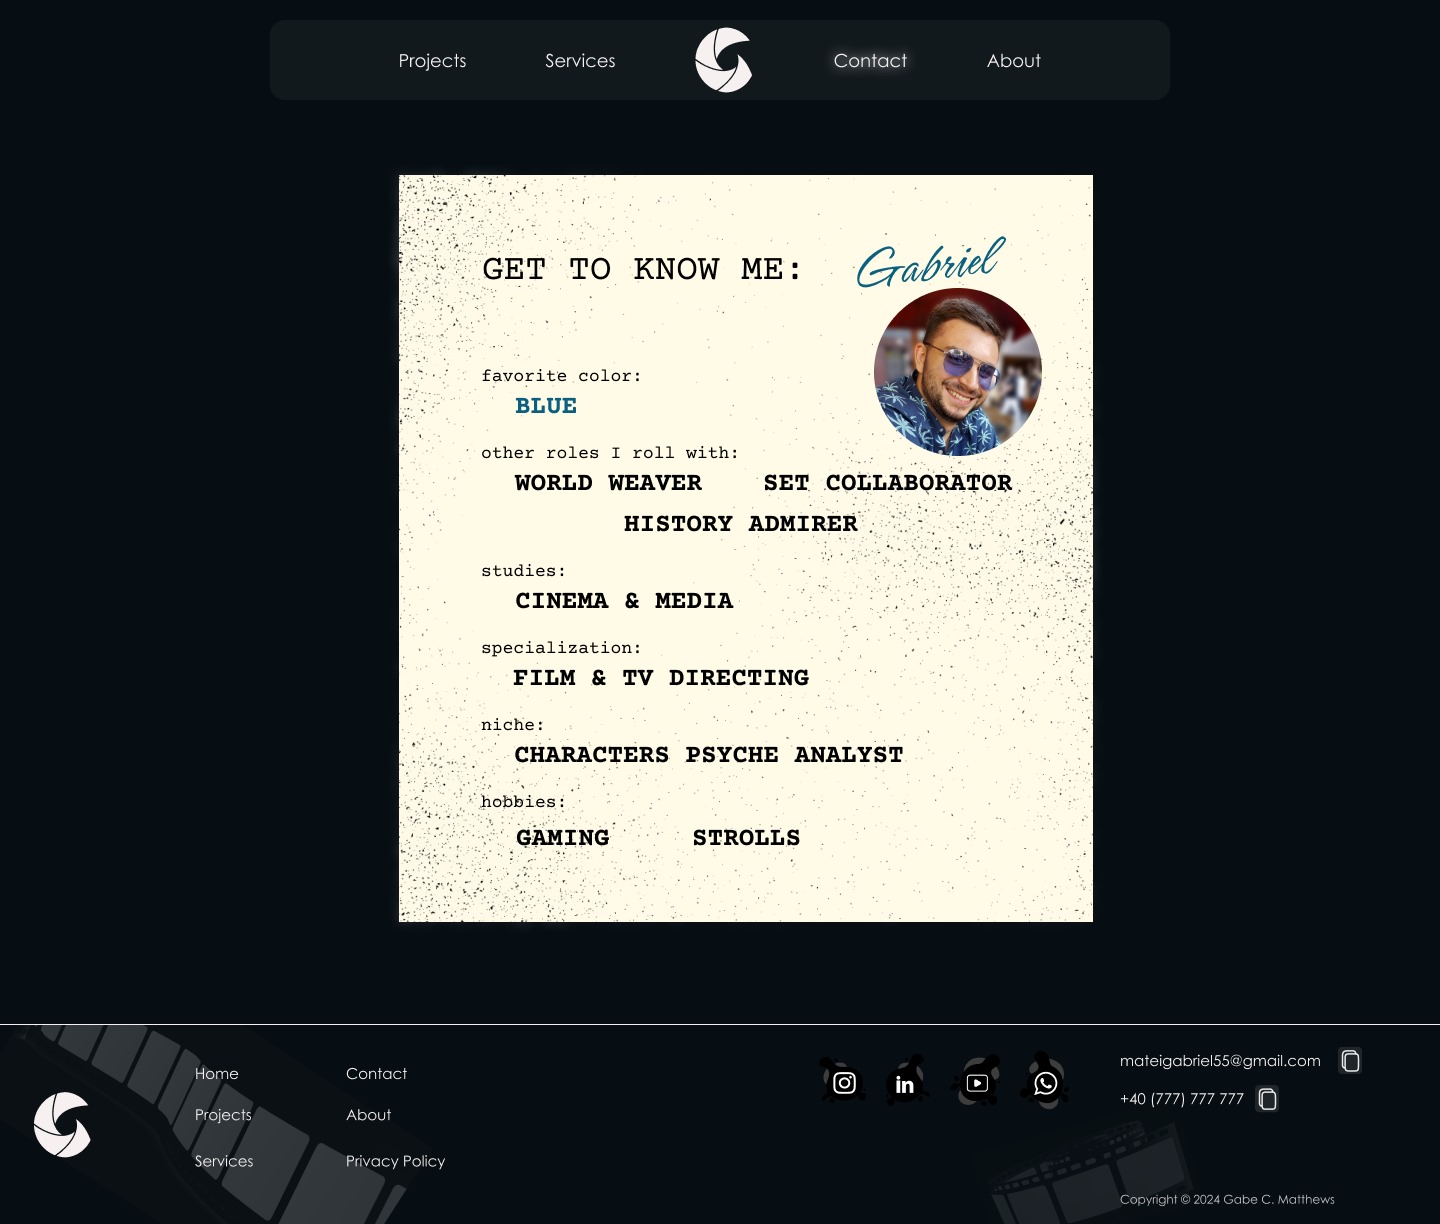 Projects Services Contact About
GET TO KNOW ME: Gabriel
favorite color:
BLUE
other roles I roll with:
WORLD WEAVER SET COLLABORATOR
HISTORY ADMIRER
studies:
CINEMA & MEDIA
specialization:
FILM & TV DIRECTING
niche:
CHARACTERS PSYCHE ANALYST
hobbies:
GAMING STROLLS
Home Contact
Projects About
Services Privacy Policy
in
mateigabriel55@gmail.com
+40 (777) 777 777
Copyright © 2024 Gabe C. Matthews